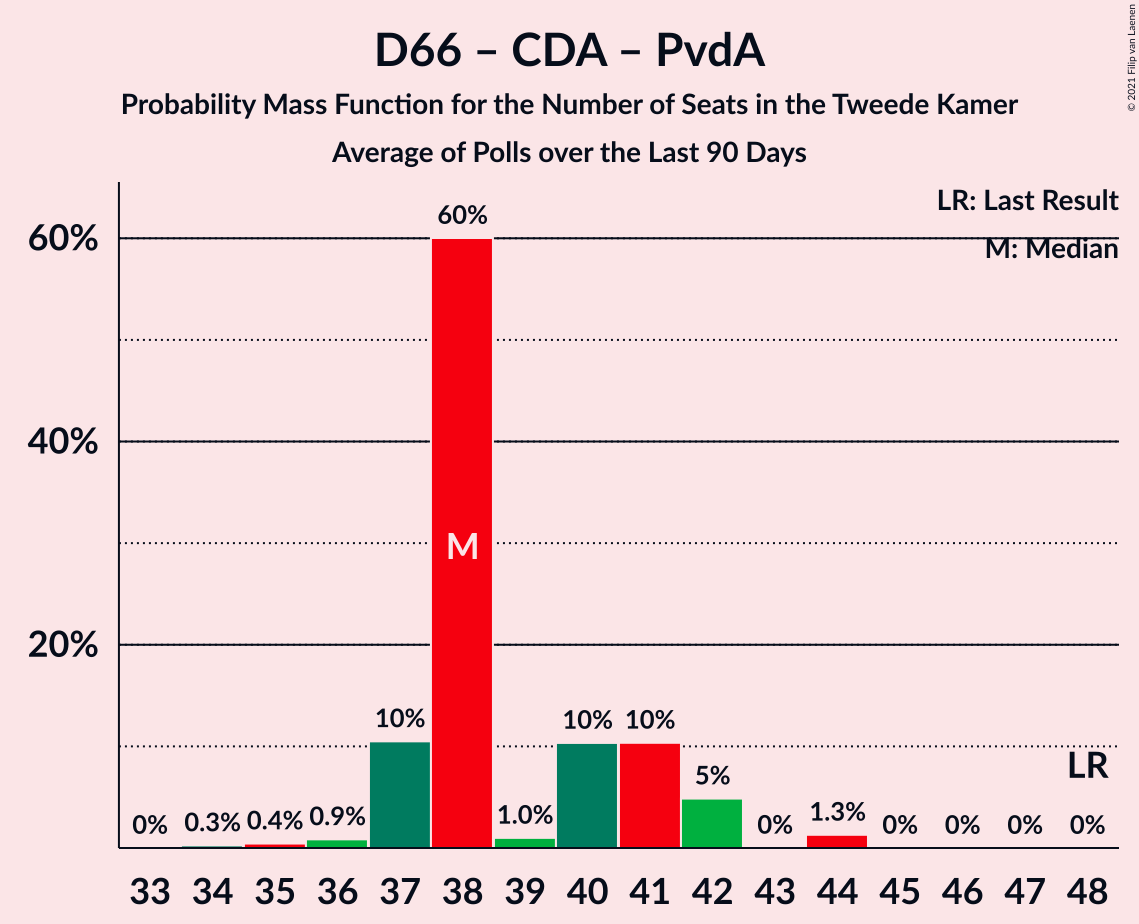 D66 – CDA – PvdA
Probability Mass Function for the Number of Seats in the Tweede Kamer
Average of Polls over the Last 90 Days
© 2021 Filip van Laenen
LR: Last Result
M: Median
60%
40%
20%
0% 0.3% 0.4% 0.9% 10% 60% 1.0% 10% 10% 5% 0% 1.3% 0% 0% 0% 0%
M
LR
33 34 35 36 37 38 39 40 41 42 43 44 45 46 47 48